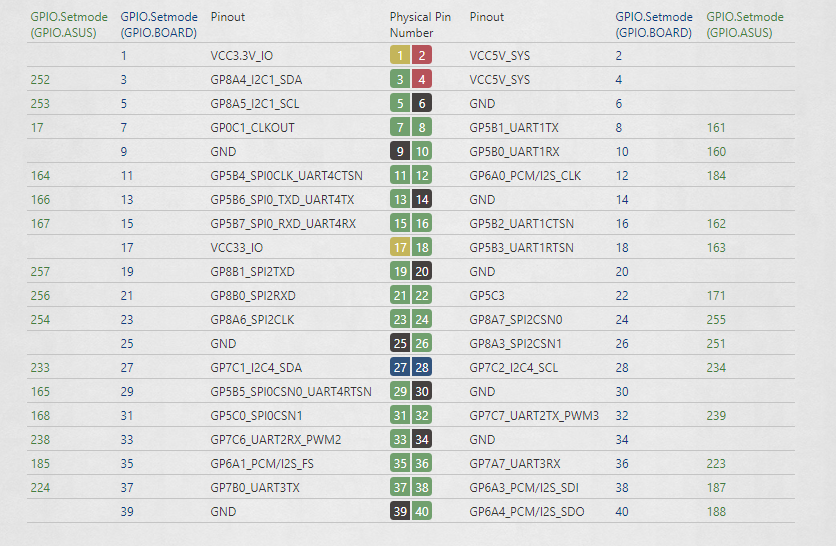 GPIO.Setmode GPIO.Setmode Pinout Physical Pin Pinout GPIO.Setmode GPIO.Setmode
(GPIO.ASUS) (GPIO.BOARD) Number (GPIO.BOARD) (GPIO.ASUS)
1 VCC3.3V_IO 1 2 VCC5V_SYS 2
252 3 GP8A4_I2C1_SDA 3 4 VCC5V_SYS 4
253 5 GP8A5_I2C1_SCL 5 6 GND 6
17 7 GP0C1_CLKOUT 7 8 GP5B1_UART1TX 8 161
9 GND 9 10 GP5B0_UART1RX 10 160
164 11 GP5B4_SPI0CLK_UART4CTSN 11 12 GP6A0_PCM/I2S_CLK 12 184
166 13 GP5B6_SPI0_TXD_UART4TX 13 14 GND 14
167 15 GP5B7_SPI0_RXD_UART4RX 15 16 GP5B2_UART1CTSN 16 162
17 VCC33_IO 17 18 GP5B3_UART1RTSN 18 163
257 19 GP8B1_SPI2TXD 19 20 GND 20
256 21 GP8B0_SPI2RXD 21 22 GP5C3 22 171
254 23 GP8A6_SPI2CLK 23 24 GP8A7_SPI2CSN0 24 255
25 GND 25 26 GP8A3_SPI2CSN1 26 251
233 27 GP7C1_I2C4_SDA 27 28 GP7C2_I2C4_SCL 28 234
165 29 GP5B5_SPI0CSN0_UART4RTSN 29 30 GND 30
168 31 GP5C0_SPI0CSN1 31 32 GP7C7_UART2TX_PWM3 32 239
238 33 GP7C6_UART2RX_PWM2 33 34 GND 34
185 35 GP6A1_PCM/I2S_FS 35 36 GP7A7_UART3RX 36 223
224 37 GP7B0_UART3TX 37 38 GP6A3_PCM/I2S_SDI 38 187
39 GND 39 40 GP6A4_PCM/I2S_SDO 40 188